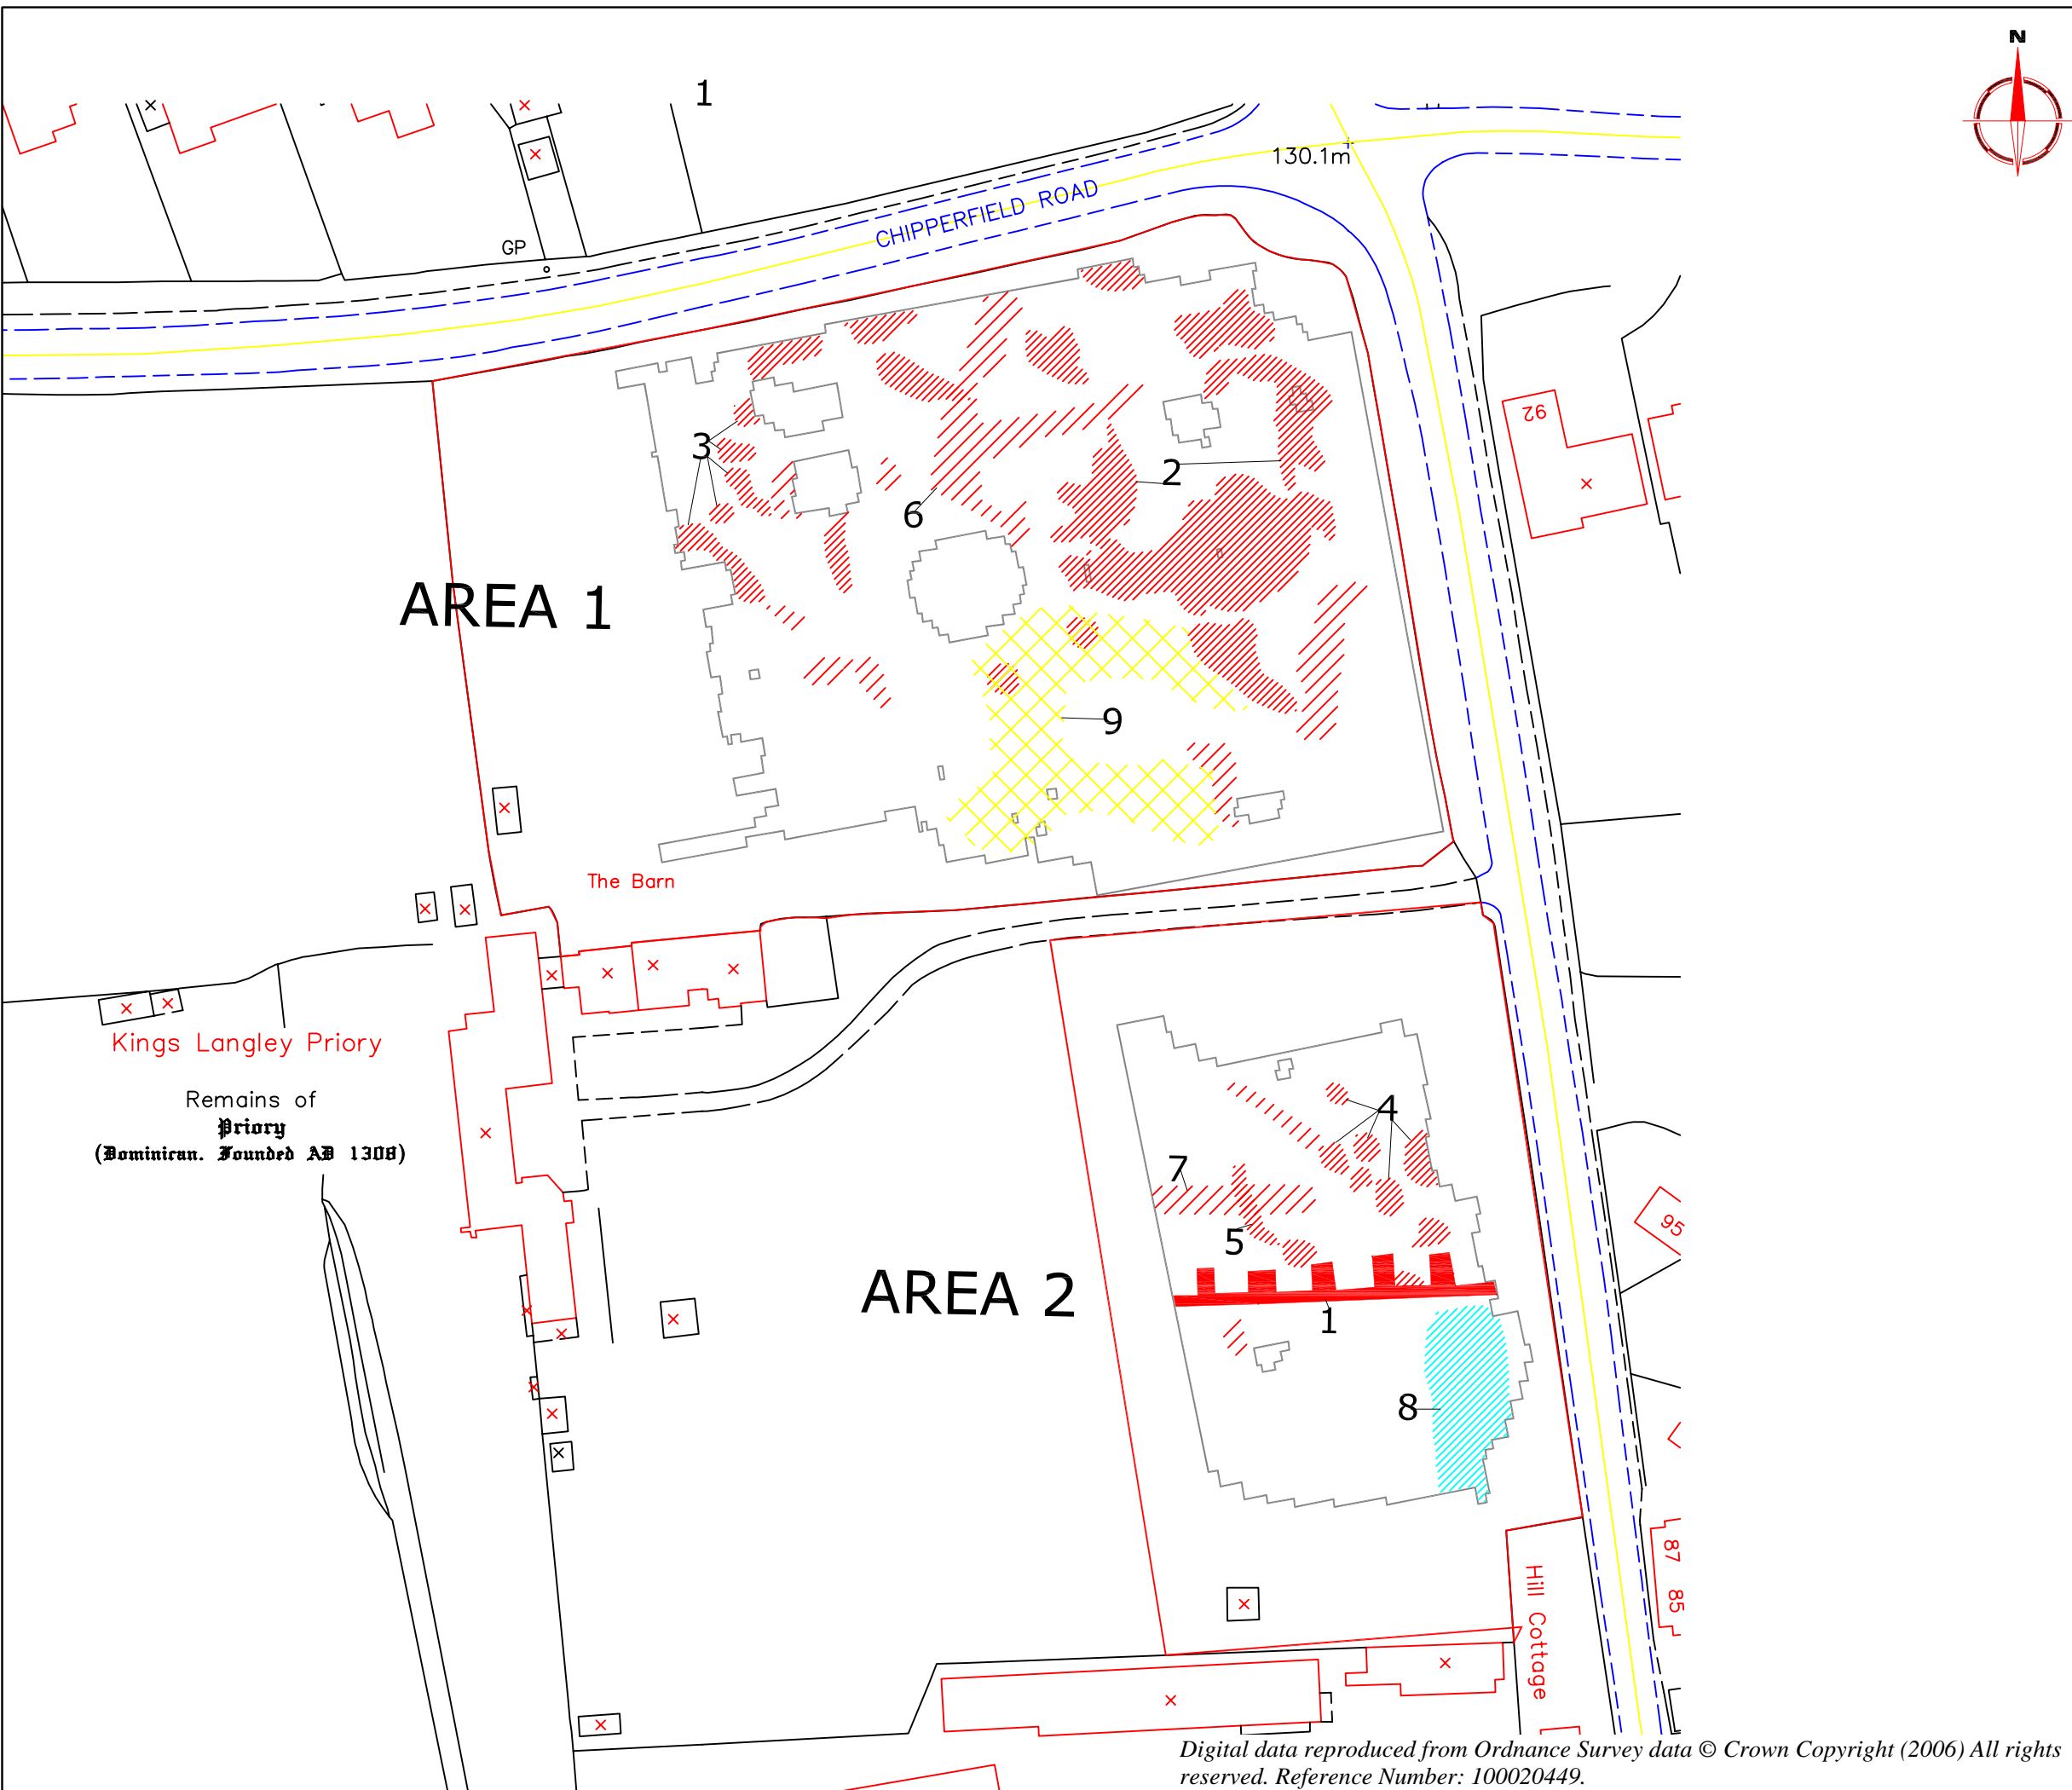 N
1
130.1m
CHIPPERFIELD ROAD
GP
92
3
2
6
AREA 1
9
The Barn
Kings Langley Priory
Remains of
Priory
(Dominican. Founded AD 1308)
4
7
95
5
AREA 2
1
8
87
85
Hill Cottage
Digital data reproduced from Ordnance Survey data © Crown Copyright (2006) All rights
reserved. Reference Number: 100020449.